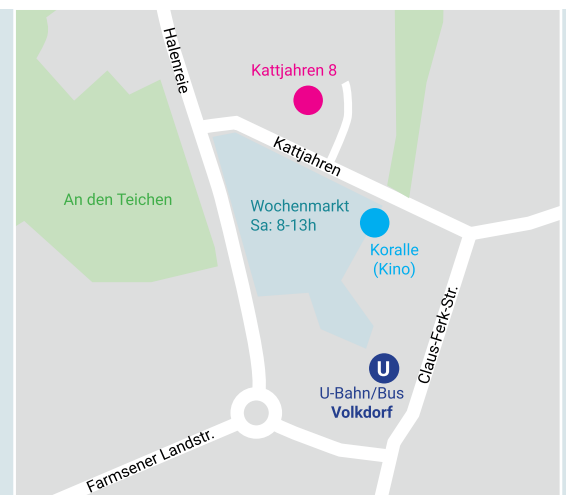 Halenreie
Kattjahren 8
Kattjahren
An den Teichen
Wochenmarkt
Sa: 8-13h
Koralle
(Kino)
Claus-Ferk-Str.
U
U-Bahn/Bus
Volkdorf
Farmsener Landstr.